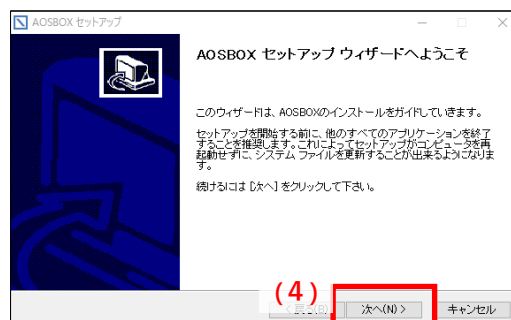 AOSBOX セットアップ
AOSBOX セットアップ ウィザードへようこそ
このウィザードは、AOSBOXのインストールをガイドしていきます。
セットアップを開始する前に、他のすべてのアプリケーションを終了
することを推奨します。これによってセットアップがコンピュータを再
起動せずに、システム ファイルを更新することが出来るようになりま
す。
続けるには [次へ] をクリックして下さい。
(4)
次へ(N) >
キャンセル